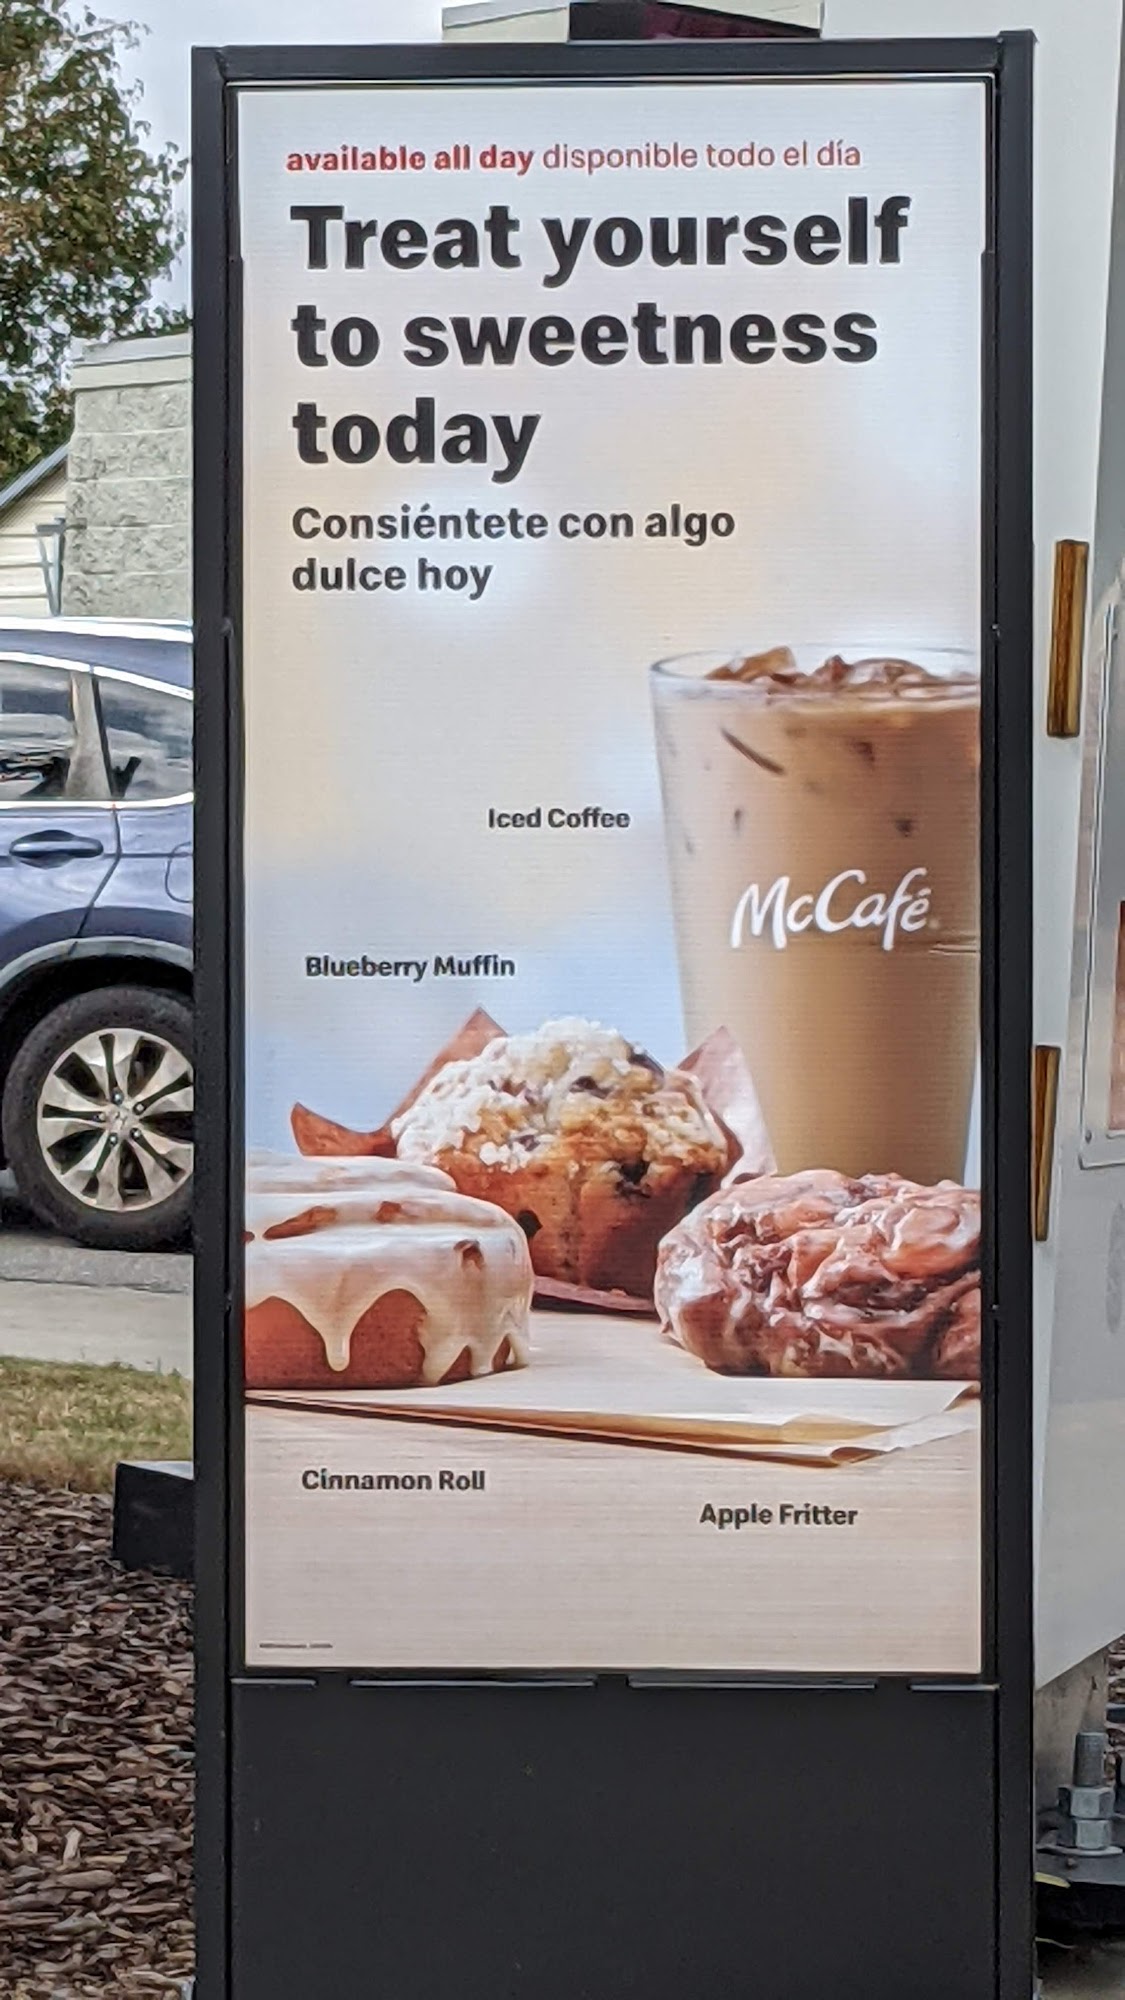 available all day disponible todo el día
Treat yourself
to sweetness
today
Consiéntete con algo
dulce hoy
Iced Coffee
McCafé
Blueberry Muffin
Cinnamon Roll
Apple Fritter